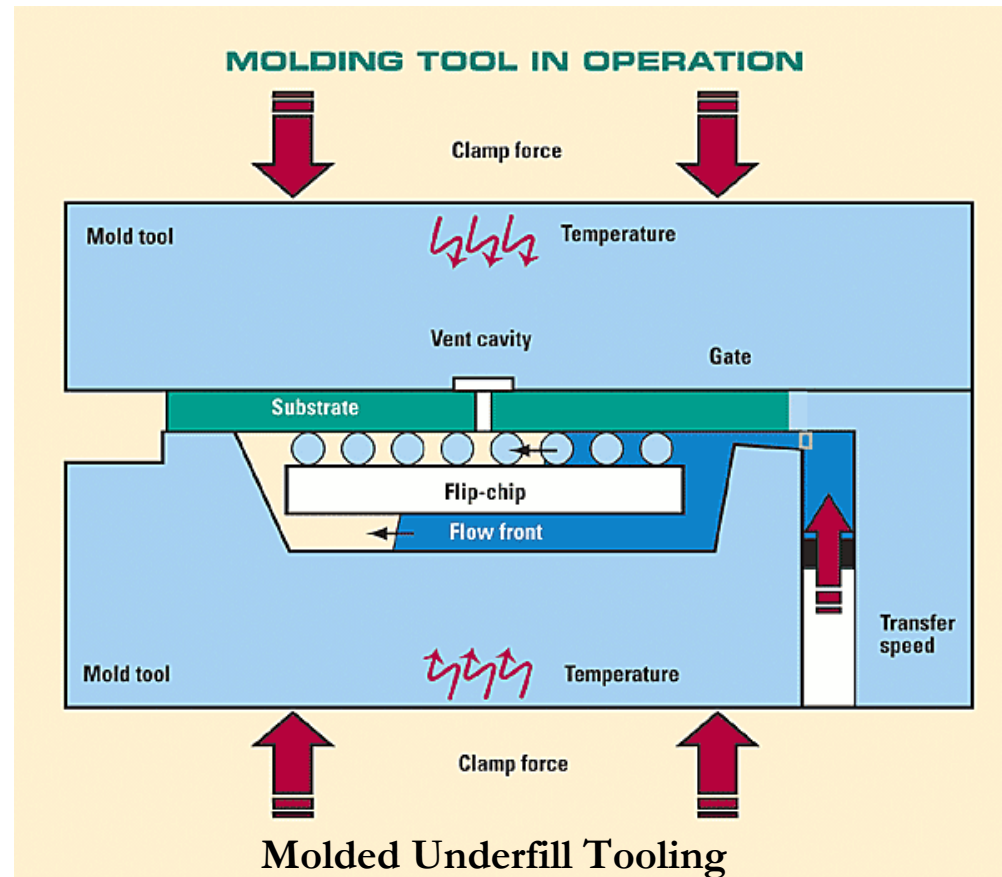 MOLDING TOOL IN OPERATION
Clamp force
Mold tool
Temperature
Vent cavity
Gate
Substrate
Flip-chip
Flow front
Transfer
speed
Mold tool
Temperature
Clamp force
Molded Underfill Tooling